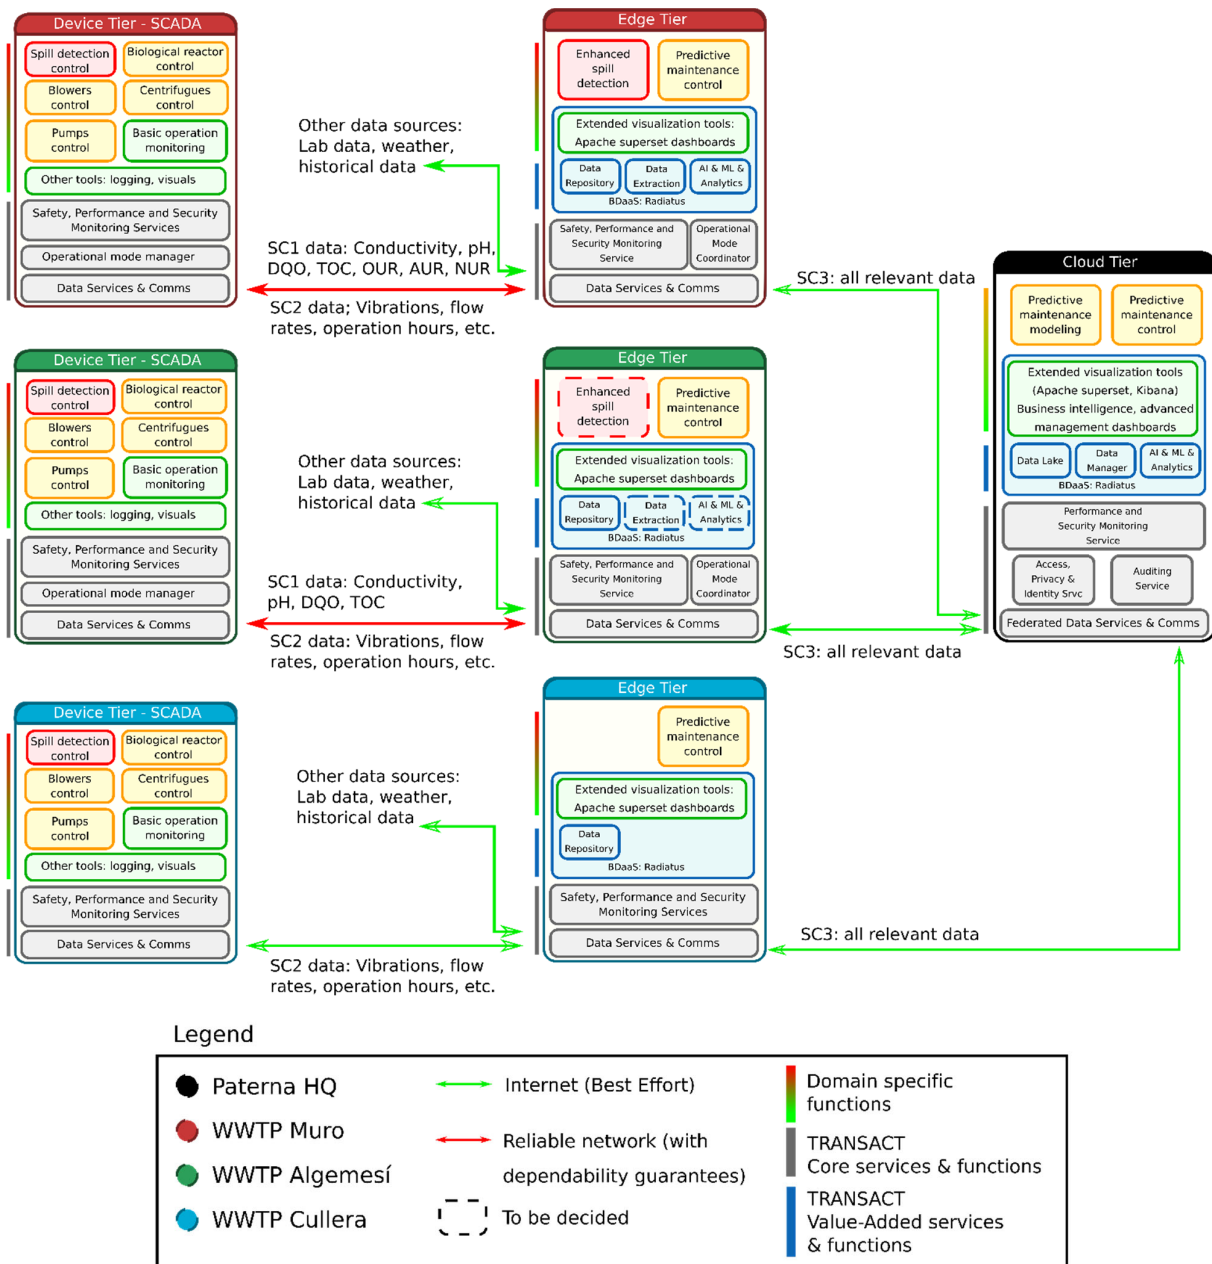 Device Tier - SCADA
Spill detection
control
Biological reactor
control
Blowers
control
Centrifugues
control
Pumps
control
Basic operation
monitoring
Other tools: logging, visuals
Safety, Performance and Security
Monitoring Services
Operational mode manager
Data Services & Comms
Other data sources:
Lab data, weather,
historical data
SC1 data: Conductivity, pH,
DQO, TOC, OUR, AUR, NUR
SC2 data; Vibrations, flow
rates, operation hours, etc.
Edge Tier
Enhanced
spill
detection
Predictive
maintenance
control
Extended visualization tools:
Apache superset dashboards
Data
Repository
Data
Extraction
AI & ML &
Analytics
BDaaS: Radiatus
Safety, Performance and
Security Monitoring
Service
Operational
Mode
Coordinator
Data Services & Comms
SC3: all relevant data
Device Tier - SCADA
Spill detection
control
Biological reactor
control
Blowers
control
Centrifugues
control
Pumps
control
Basic operation
monitoring
Other tools: logging, visuals
Safety, Performance and Security
Monitoring Services
Operational mode manager
Data Services & Comms
Other data sources:
Lab data, weather,
historical data
SC1 data: Conductivity,
pH, DQO, TOC
SC2 data: Vibrations, flow
rates, operation hours, etc.
Edge Tier
Enhanced
spill
detection
Predictive
maintenance
control
Extended visualization tools:
Apache superset dashboards
Data
Repository
Data
Extraction
AI & ML &
Analytics
BDaaS: Radiatus
Safety, Performance and
Security Monitoring
Service
Operational
Mode
Coordinator
Data Services & Comms
SC3: all relevant data
Cloud Tier
Predictive
maintenance
modeling
Predictive
maintenance
control
Extended visualization tools
(Apache superset, Kibana)
Business intelligence, advanced
management dashboards
Data Lake
Data
Manager
AI & ML &
Analytics
BDaaS: Radiatus
Performance and
Security Monitoring
Service
Access,
Privacy &
Identity Srvc
Auditing
Service
Federated Data Services & Comms
Device Tier - SCADA
Spill detection
control
Biological reactor
control
Blowers
control
Centrifugues
control
Pumps
control
Basic operation
monitoring
Other tools: logging, visuals
Safety, Performance and Security
Monitoring Services
Data Services & Comms
Other data sources:
Lab data, weather,
historical data
SC2 data: Vibrations, flow
rates, operation hours, etc.
Edge Tier
Predictive
maintenance
control
Extended visualization tools:
Apache superset dashboards
Data
Repository
BDaaS: Radiatus
Safety, Performance and Security
Monitoring Services
Data Services & Comms
SC3: all relevant data
Legend
Paterna HQ
WWTP Muro
WWTP Algemesí
WWTP Cullera
Internet (Best Effort)
Reliable network (with
dependability guarantees)
To be decided
Domain specific
functions
TRANSACT
Core services & functions
TRANSACT
Value-Added services
& functions